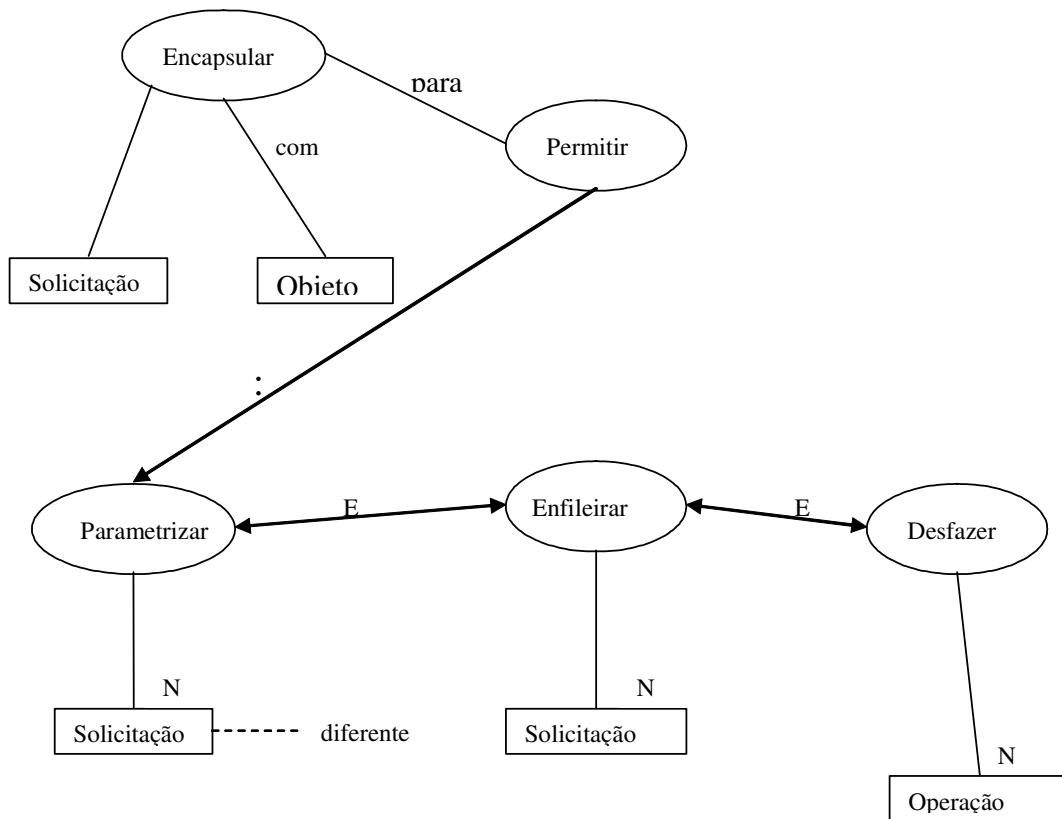 Encapsular
para
com
Permitir
Solicitação
Objeto
:
Parametrizar
E
Enfileirar
E
Desfazer
N
Solicitação
diferente
N
Solicitação
N
Operação